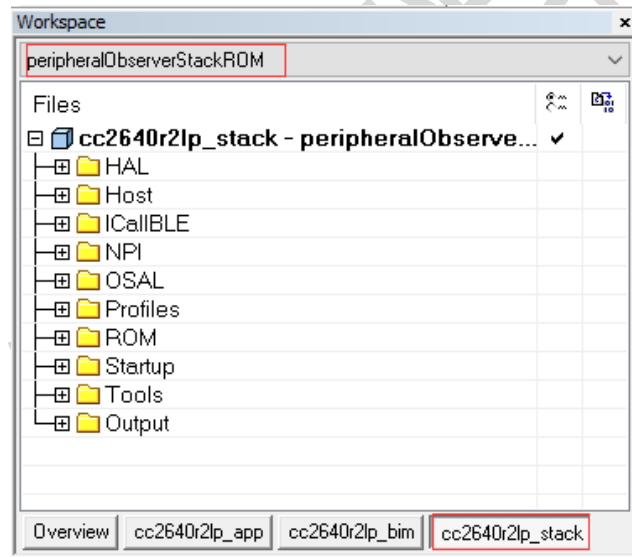 Workspace
x
peripheralObserverStackROM
Files
cc2640r2lp_stack - peripheralObserve...
HAL
Host
ICallBLE
NPI
OSAL
Profiles
ROM
Startup
Tools
Output
Overview cc2640r2lp_app cc2640r2lp_bim cc2640r2lp_stack